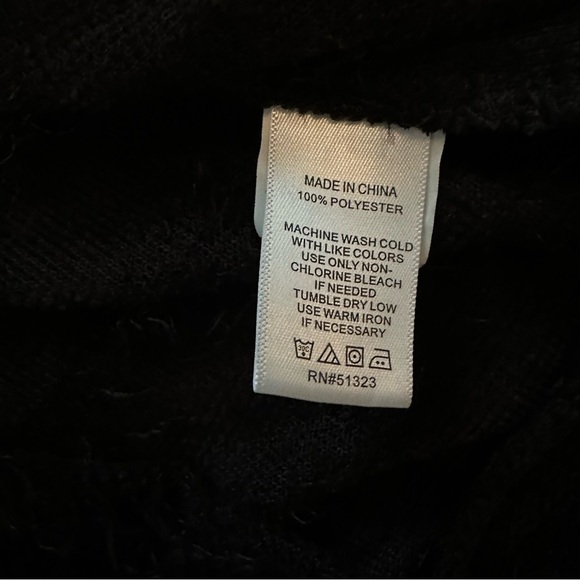 MADE IN CHINA
100% POLYESTER
MACHINE WASH COLD
WITH LIKE COLORS
USE ONLY NON-
CHLORINE BLEACH
IF NEEDED
TUMBLE DRY LOW
USE WARM IRON
IF NECESSARY
30C
RN#51323